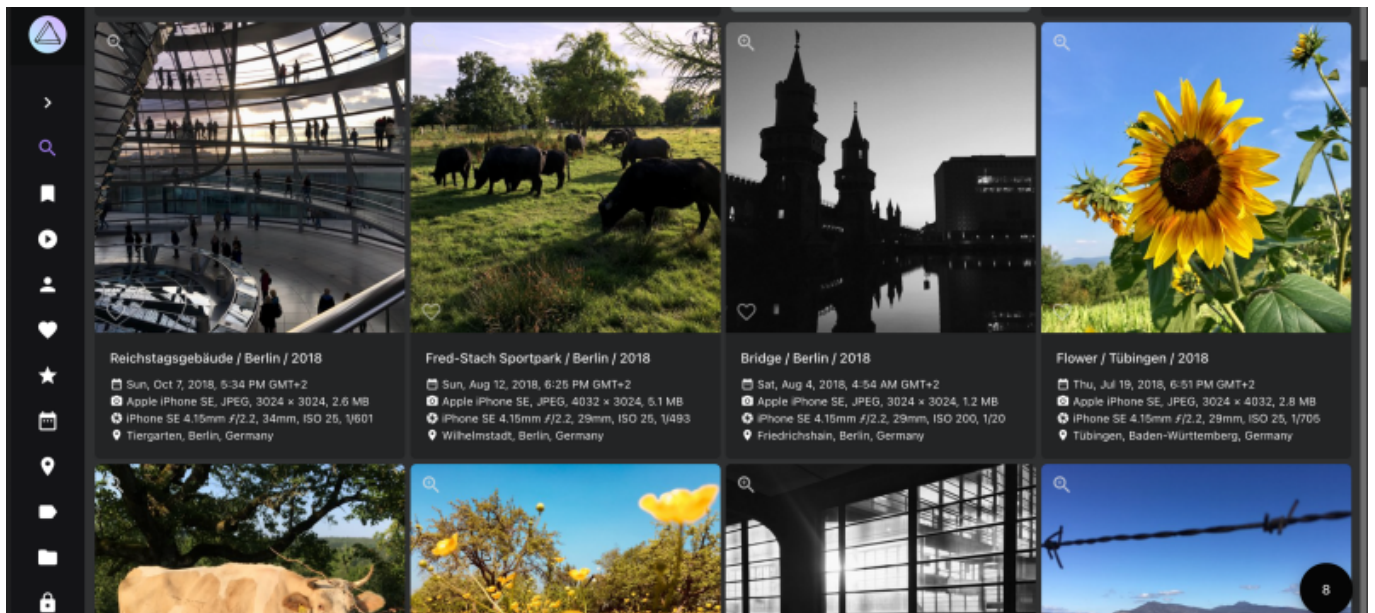 Reichstagsgebäude / Berlin / 2018
Sun, Oct 7, 2018, 5:34 PM GMT+2
Apple iPhone SE, JPEG, 3024 × 3024, 2.6 MB
iPhone SE 4.15mm ƒ/2.2, 34mm, ISO 25, 1/601
Tiergarten, Berlin, Germany
Fred-Stach Sportpark / Berlin / 2018
Sun, Aug 12, 2018, 6:25 PM GMT+2
Apple iPhone SE, JPEG, 4032 × 3024, 5.1 MB
iPhone SE 4.15mm ƒ/2.2, 29mm, ISO 25, 1/493
Wilhelmstadt, Berlin, Germany
Bridge / Berlin / 2018
Sat, Aug 4, 2018, 4:54 AM GMT+2
Apple iPhone SE, JPEG, 3024 × 3024, 1.2 MB
iPhone SE 4.15mm ƒ/2.2, 29mm, ISO 200, 1/20
Friedrichshain, Berlin, Germany
Flower / Tübingen / 2018
Thu, Jul 19, 2018, 6:51 PM GMT+2
Apple iPhone SE, JPEG, 3024 × 4032, 2.8 MB
iPhone SE 4.15mm ƒ/2.2, 29mm, ISO 25, 1/705
Tübingen, Baden-Württemberg, Germany
8